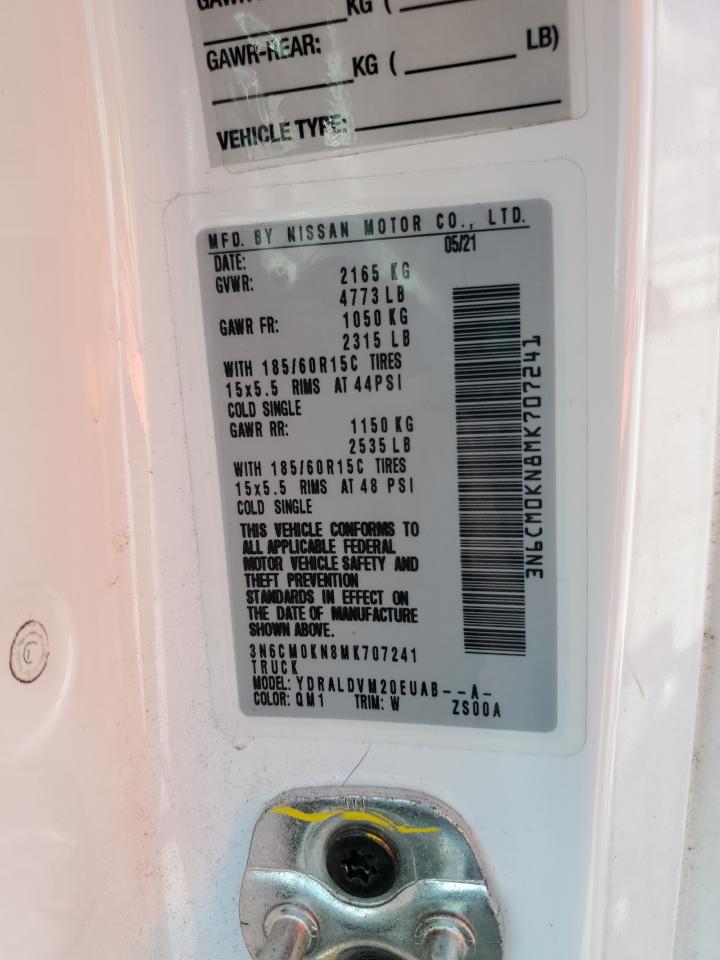 KG (
GAWR-REAR:
KG ( LB)
VEHICLE TYPE:
MFD. BY NISSAN MOTOR CO., LTD.
DATE: 05/21
GVWR: 2165 KG
4773 LB
GAWR FR: 1050 KG
2315 LB
WITH 185/60R15C TIRES
15x5.5 RIMS AT 44PSI
COLD SINGLE
GAWR RR: 1150 KG
2535 LB
WITH 185/60R15C TIRES
15x5.5 RIMS AT 48 PSI
COLD SINGLE
THIS VEHICLE CONFORMS TO
ALL APPLICABLE FEDERAL
MOTOR VEHICLE SAFETY AND
THEFT PREVENTION
STANDARDS IN EFFECT ON
THE DATE OF MANUFACTURE
SHOWN ABOVE.
3N6CM0KN8MK707241
TRUCK
MODEL: YDRALDVM20EUAB--A-
COLOR: QM1 TRIM: W ZS00A
3N6CM0KN8MK707241